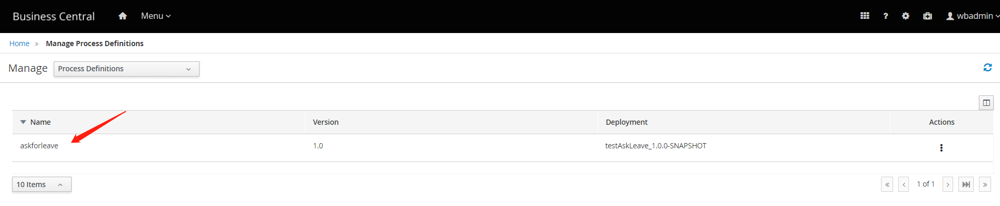 Business Central Menu ? wbadmin
Home » Manage Process Definitions
Manage Process Definitions
Name Version Deployment Actions
askforleave 1.0 testAskLeave_1.0.0-SNAPSHOT
10 Items 1 of 1